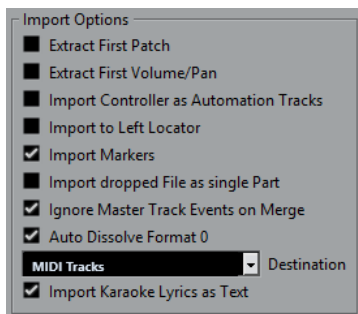 Import Options
Extract First Patch
Extract First Volume/Pan
Import Controller as Automation Tracks
Import to Left Locator
Import Markers
Import dropped File as single Part
Ignore Master Track Events on Merge
Auto Dissolve Format 0
MIDI Tracks Destination
Import Karaoke Lyrics as Text